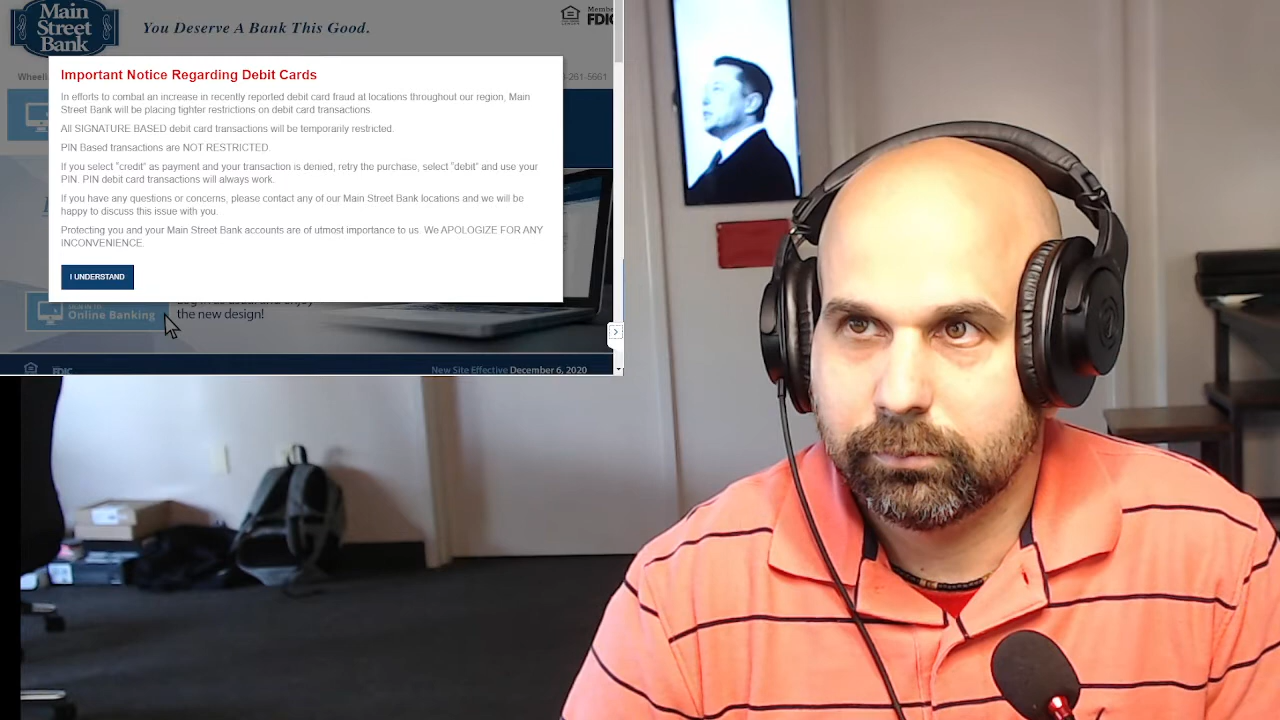 Main
Street
Bank
You Deserve A Bank This Good.
FDIC
-261-5661
Important Notice Regarding Debit Cards
In efforts to combat an increase in recently reported debit card fraud at locations throughout our region, Main
Street Bank will be placing tighter restrictions on debit card transactions.
All SIGNATURE BASED debit card transactions will be temporarily restricted.
PIN Based transactions are NOT RESTRICTED.
If you select "credit" as payment and your transaction is denied, retry the purchase, select "debit" and use your
PIN. PIN debit card transactions will always work.
If you have any questions or concerns, please contact any of our Main Street Bank locations and we will be
happy to discuss this issue with you.
Protecting you and your Main Street Bank accounts are of utmost importance to us. We APOLOGIZE FOR ANY
INCONVENIENCE.
I UNDERSTAND
SIGN IN TO
Online Banking
the new design!
FDIC
New Site Effective December 6, 2020